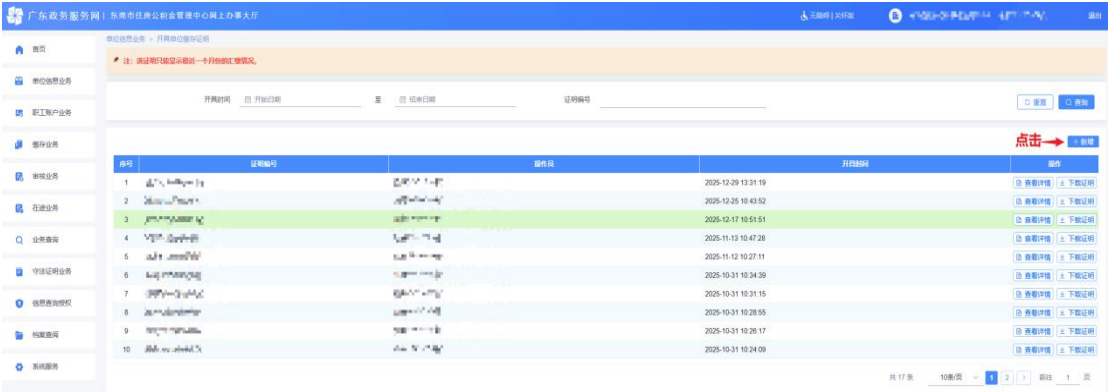 广东政务服务网 | 东莞市住房公积金管理中心网上办事大厅 无障碍 | 关怀版 退出
首页
单位信息业务
职工账户业务
缴存业务
审核业务
在途业务
业务查询
守法证明业务
信息查询授权
档案查询
系统服务
单位信息业务 > 开具单位缴存证明
注: 该证明只能显示最近一个月份的汇缴情况。
开具时间 开始日期 至 结束日期 证明编号 重置 查询
点击 + 新增
序号 证明编号 操作员 开具时间 操作
1 2025-12-29 13:31:19 查看详情 下载证明
2 2025-12-25 10:43:52 查看详情 下载证明
3 2025-12-17 10:51:51 查看详情 下载证明
4 2025-11-13 10:47:28 查看详情 下载证明
5 2025-11-12 10:27:11 查看详情 下载证明
6 2025-10-31 10:34:39 查看详情 下载证明
7 2025-10-31 10:31:15 查看详情 下载证明
8 2025-10-31 10:28:55 查看详情 下载证明
9 2025-10-31 10:26:17 查看详情 下载证明
10 2025-10-31 10:24:09 查看详情 下载证明
共 17 条 10条/页 1 2 > 前往 1 页